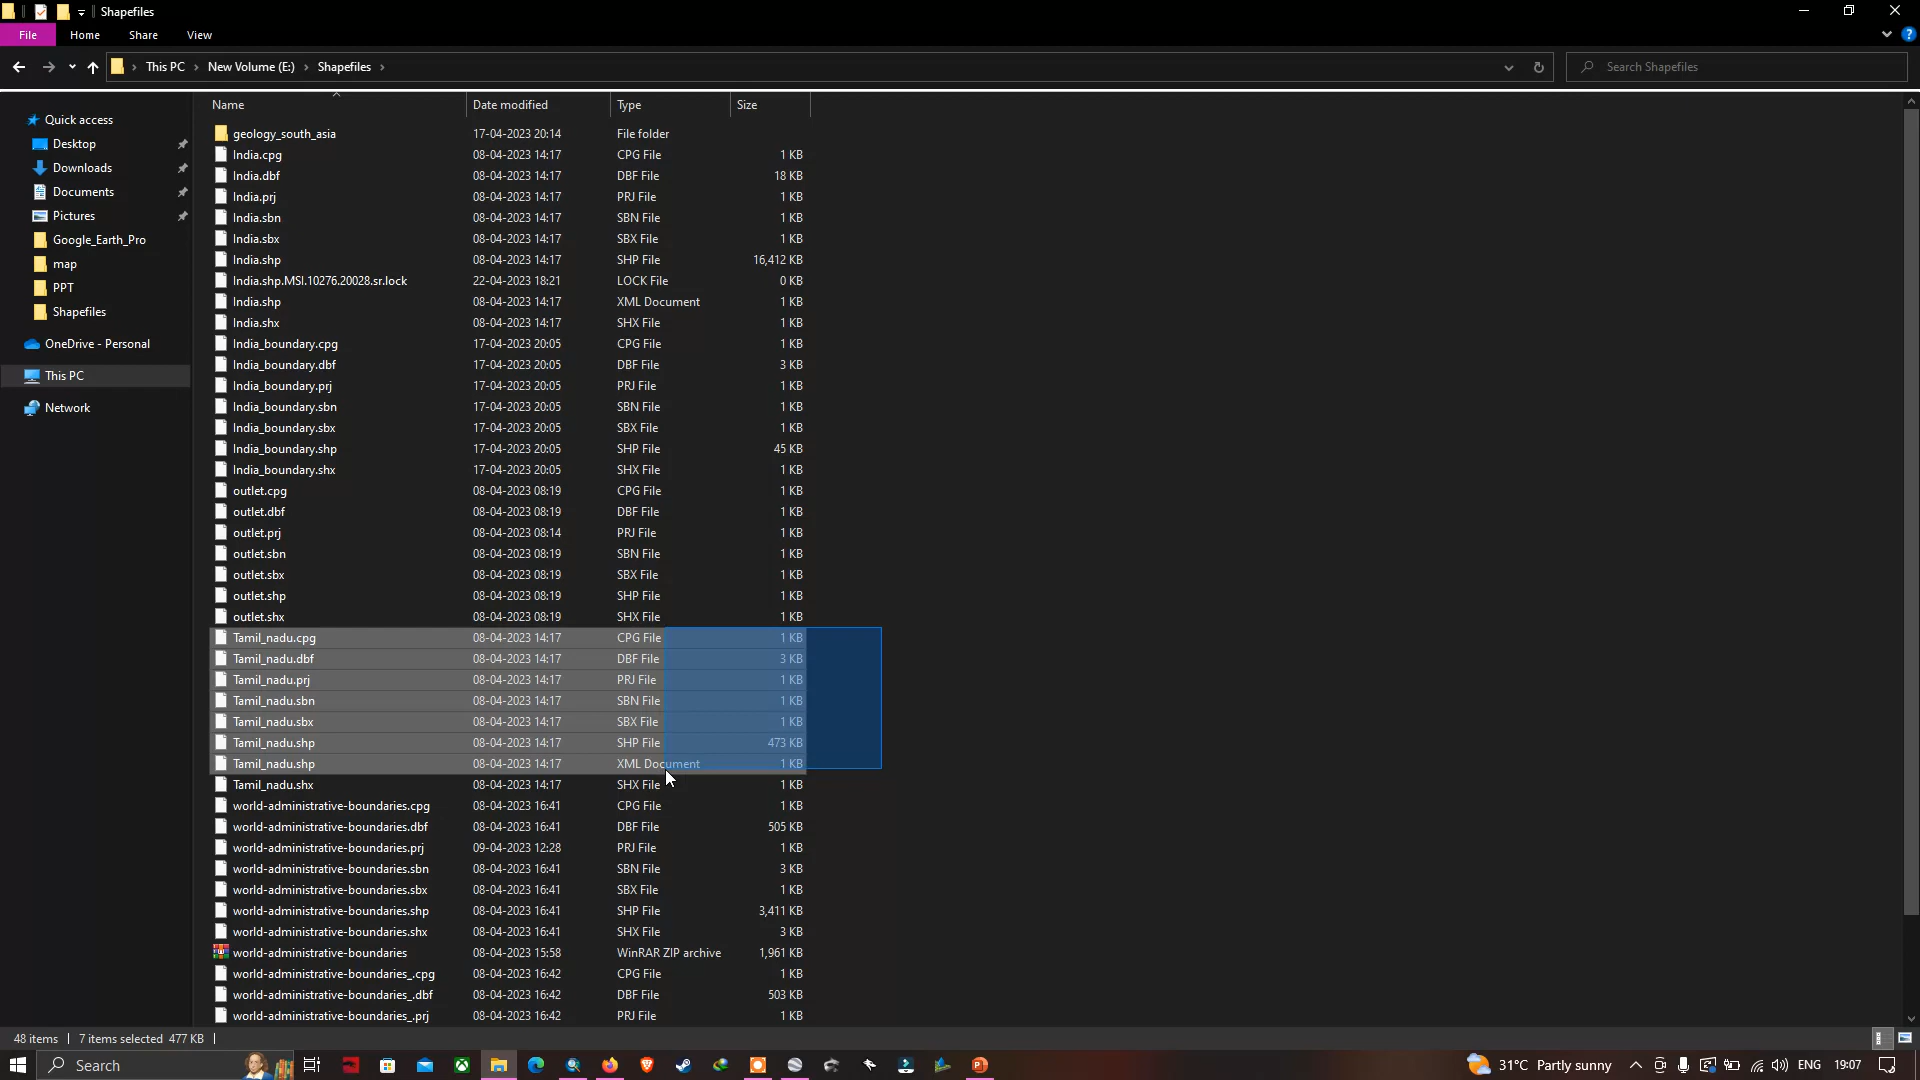 Shapefiles
File Home Share View
This PC New Volume (E:) Shapefiles
Search Shapefiles
Name Date modified Type Size
Quick access
Desktop
Downloads
Documents
Pictures
Google_Earth_Pro
map
PPT
Shapefiles
OneDrive - Personal
This PC
Network
geology_south_asia 17-04-2023 20:14 File folder
India.cpg 08-04-2023 14:17 CPG File 1 KB
India.dbf 08-04-2023 14:17 DBF File 18 KB
India.prj 08-04-2023 14:17 PRJ File 1 KB
India.sbn 08-04-2023 14:17 SBN File 1 KB
India.sbx 08-04-2023 14:17 SBX File 1 KB
India.shp 08-04-2023 14:17 SHP File 16,412 KB
India.shp.MSI.10276.20028.sr.lock 22-04-2023 18:21 LOCK File 0 KB
India.shp 08-04-2023 14:17 XML Document 1 KB
India.shx 08-04-2023 14:17 SHX File 1 KB
India_boundary.cpg 17-04-2023 20:05 CPG File 1 KB
India_boundary.dbf 17-04-2023 20:05 DBF File 3 KB
India_boundary.prj 17-04-2023 20:05 PRJ File 1 KB
India_boundary.sbn 17-04-2023 20:05 SBN File 1 KB
India_boundary.sbx 17-04-2023 20:05 SBX File 1 KB
India_boundary.shp 17-04-2023 20:05 SHP File 45 KB
India_boundary.shx 17-04-2023 20:05 SHX File 1 KB
outlet.cpg 08-04-2023 08:19 CPG File 1 KB
outlet.dbf 08-04-2023 08:19 DBF File 1 KB
outlet.prj 08-04-2023 08:14 PRJ File 1 KB
outlet.sbn 08-04-2023 08:19 SBN File 1 KB
outlet.sbx 08-04-2023 08:19 SBX File 1 KB
outlet.shp 08-04-2023 08:19 SHP File 1 KB
outlet.shx 08-04-2023 08:19 SHX File 1 KB
Tamil_nadu.cpg 08-04-2023 14:17 CPG File 1 KB
Tamil_nadu.dbf 08-04-2023 14:17 DBF File 3 KB
Tamil_nadu.prj 08-04-2023 14:17 PRJ File 1 KB
Tamil_nadu.sbn 08-04-2023 14:17 SBN File 1 KB
Tamil_nadu.sbx 08-04-2023 14:17 SBX File 1 KB
Tamil_nadu.shp 08-04-2023 14:17 SHP File 473 KB
Tamil_nadu.shp 08-04-2023 14:17 XML Document 1 KB
Tamil_nadu.shx 08-04-2023 14:17 SHX File 1 KB
world-administrative-boundaries.cpg 08-04-2023 16:41 CPG File 1 KB
world-administrative-boundaries.dbf 08-04-2023 16:41 DBF File 505 KB
world-administrative-boundaries.prj 09-04-2023 12:28 PRJ File 1 KB
world-administrative-boundaries.sbn 08-04-2023 16:41 SBN File 3 KB
world-administrative-boundaries.sbx 08-04-2023 16:41 SBX File 1 KB
world-administrative-boundaries.shp 08-04-2023 16:41 SHP File 3,411 KB
world-administrative-boundaries.shx 08-04-2023 16:41 SHX File 3 KB
world-administrative-boundaries 08-04-2023 15:58 WinRAR ZIP archive 1,961 KB
world-administrative-boundaries_.cpg 08-04-2023 16:42 CPG File 1 KB
world-administrative-boundaries_.dbf 08-04-2023 16:42 DBF File 503 KB
world-administrative-boundaries_.prj 08-04-2023 16:42 PRJ File 1 KB
48 items 7 items selected 477 KB
Search
31°C Partly sunny ENG 19:07